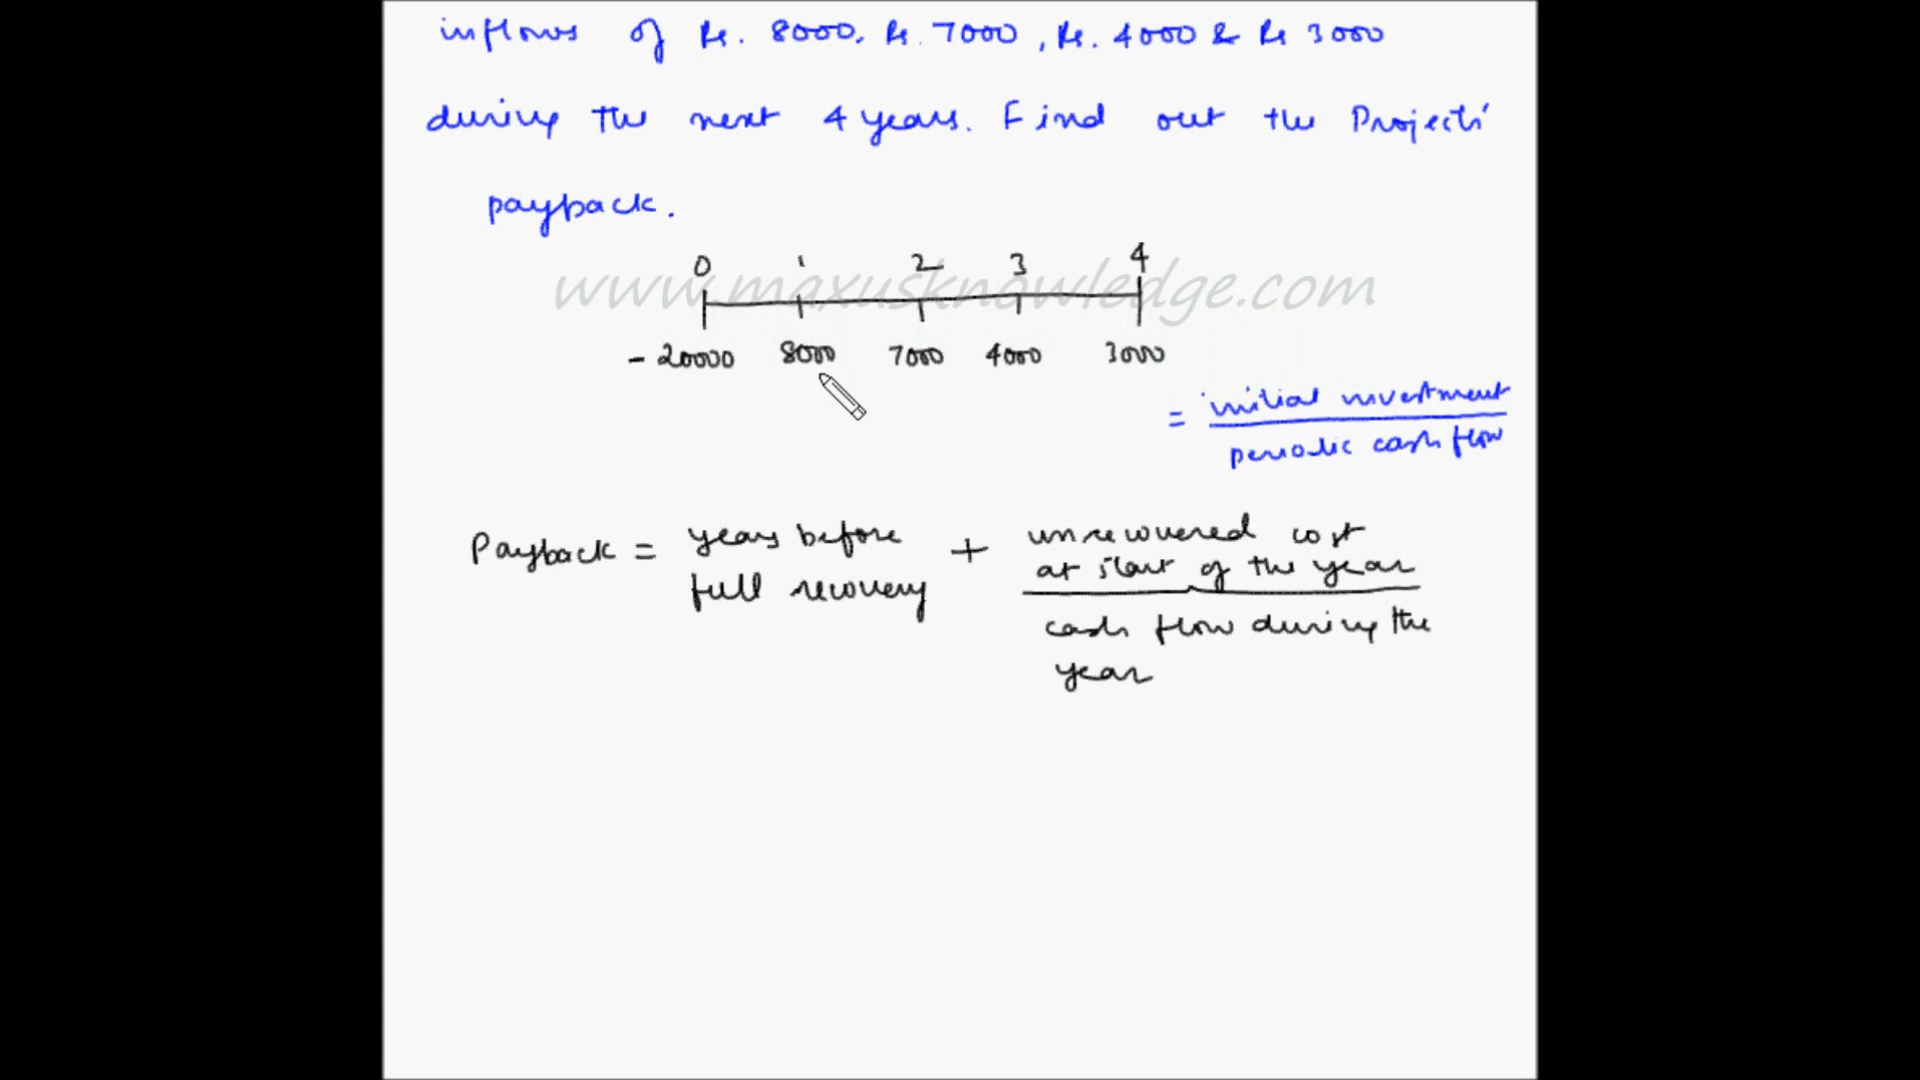 inflows of Rs. 8000, Rs. 7000, Rs. 4000 & Rs 3000
during the next 4 years. Find out the Projects'
payback.
0 1 2 3 4
www.maxusknowledge.com
- 20000 8000 7000 4000 3000
= initial investment
periodic cash flow
Payback = years before full recovery + unrecovered cost
at start of the year
cash flow during the
year